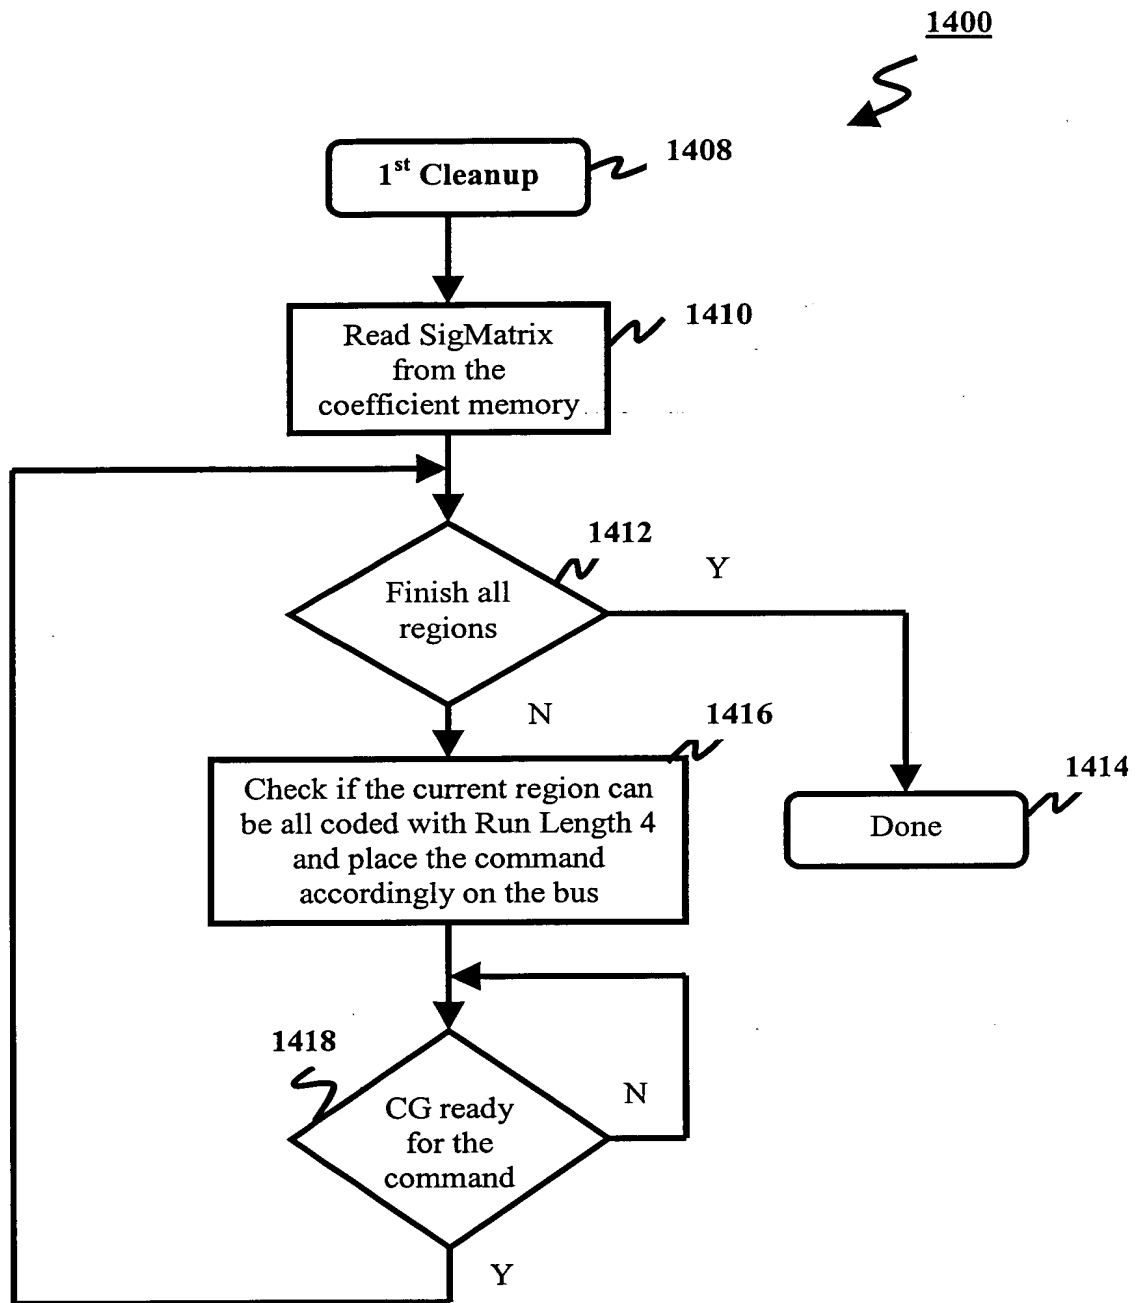 1400
1st Cleanup
1408
Read SigMatrix
from the
coefficient memory
1410
1412
Finish all
regions
Y
N
1416
Check if the current region can
be all coded with Run Length 4
and place the command
accordingly on the bus
1414
Done
1418
CG ready
for the
command
N
Y